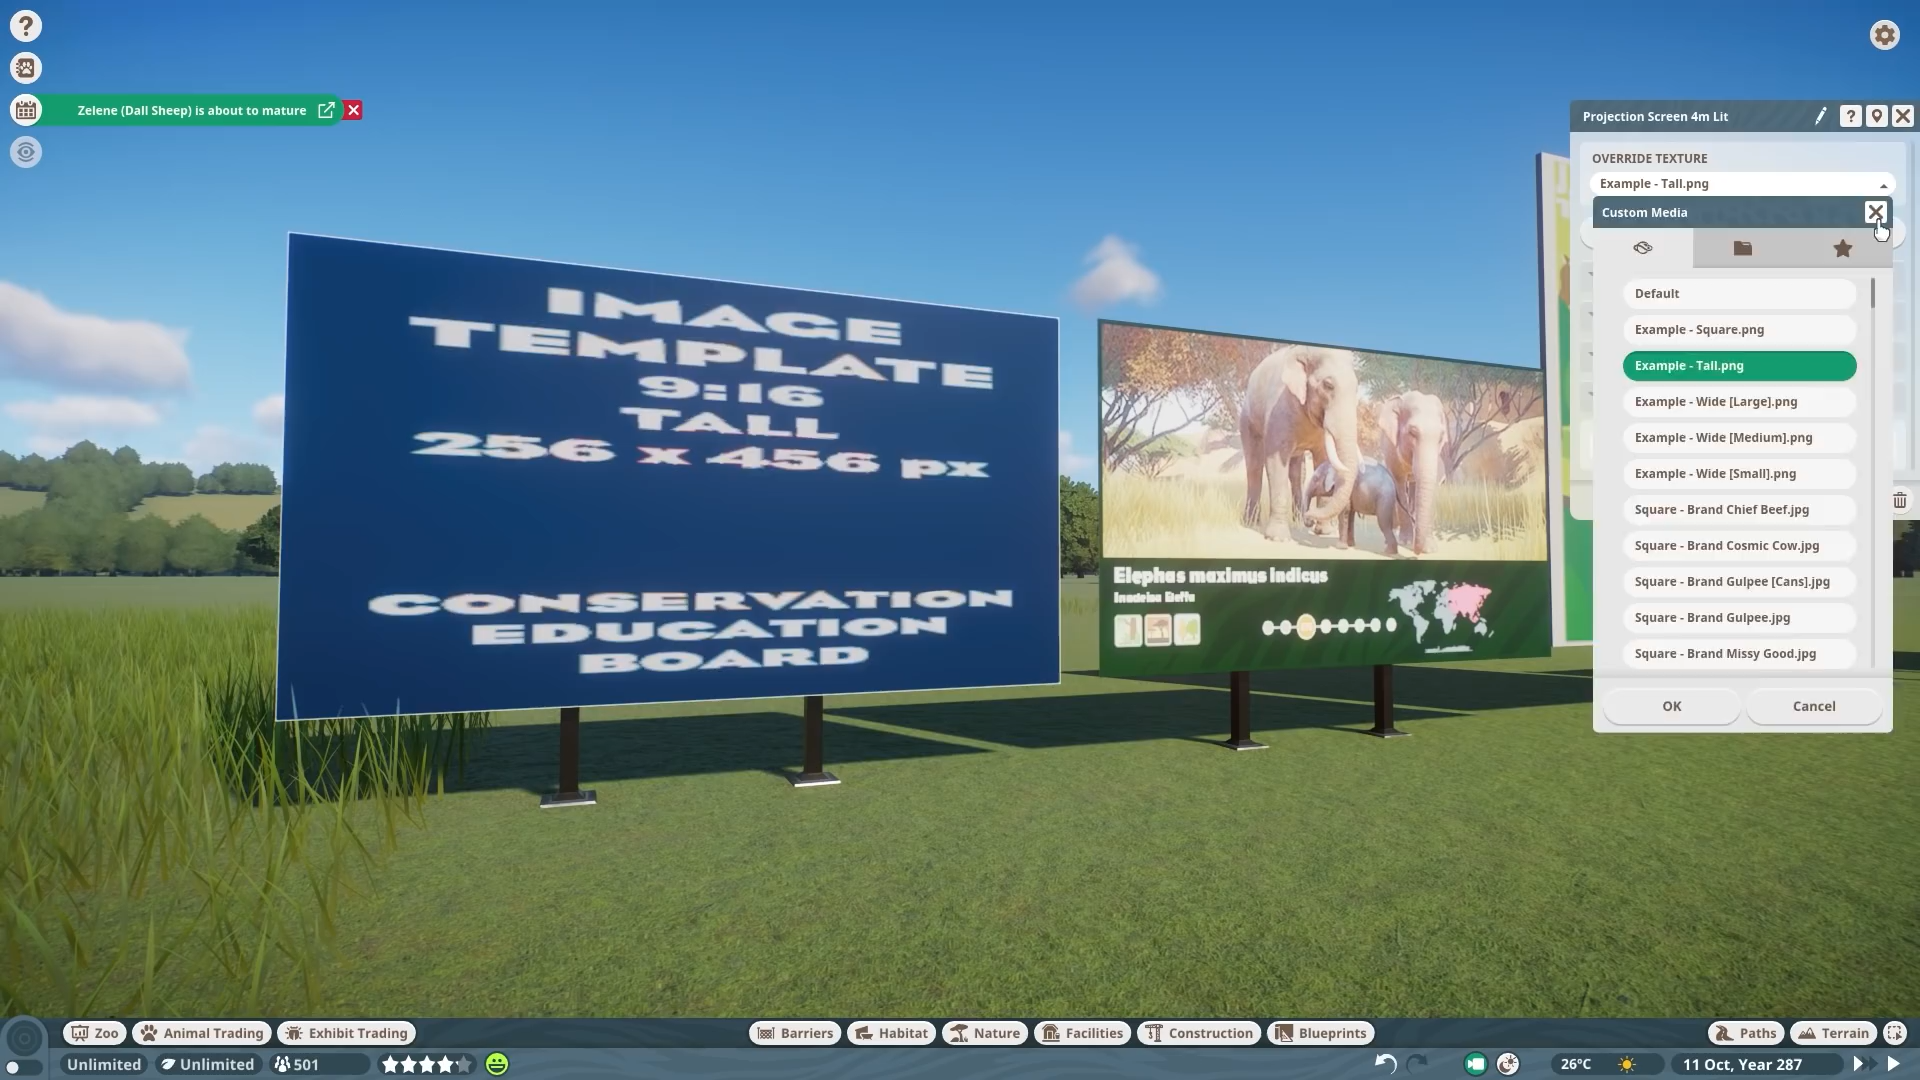 Zelene (Dall Sheep) is about to mature
Projection Screen 4m Lit
?
OVERRIDE TEXTURE
Example - Tall.png
Custom Media
Default
Example - Square.png
Example - Tall.png
Example - Wide [Large].png
Example - Wide [Medium].png
Example - Wide [Small].png
Square - Brand Chief Beef.jpg
Square - Brand Cosmic Cow.jpg
Square - Brand Gulpee [Cans].jpg
Square - Brand Gulpee.jpg
Square - Brand Missy Good.jpg
OK
Cancel
IMAGE
TEMPLATE
9:16
TALL
256 x 456 px
CONSERVATION
EDUCATION
BOARD
Elephas maximus indicus
Zoo
Animal Trading
Exhibit Trading
Barriers
Habitat
Nature
Facilities
Construction
Blueprints
Paths
Terrain
Unlimited
Unlimited
501
26°C
11 Oct, Year 287